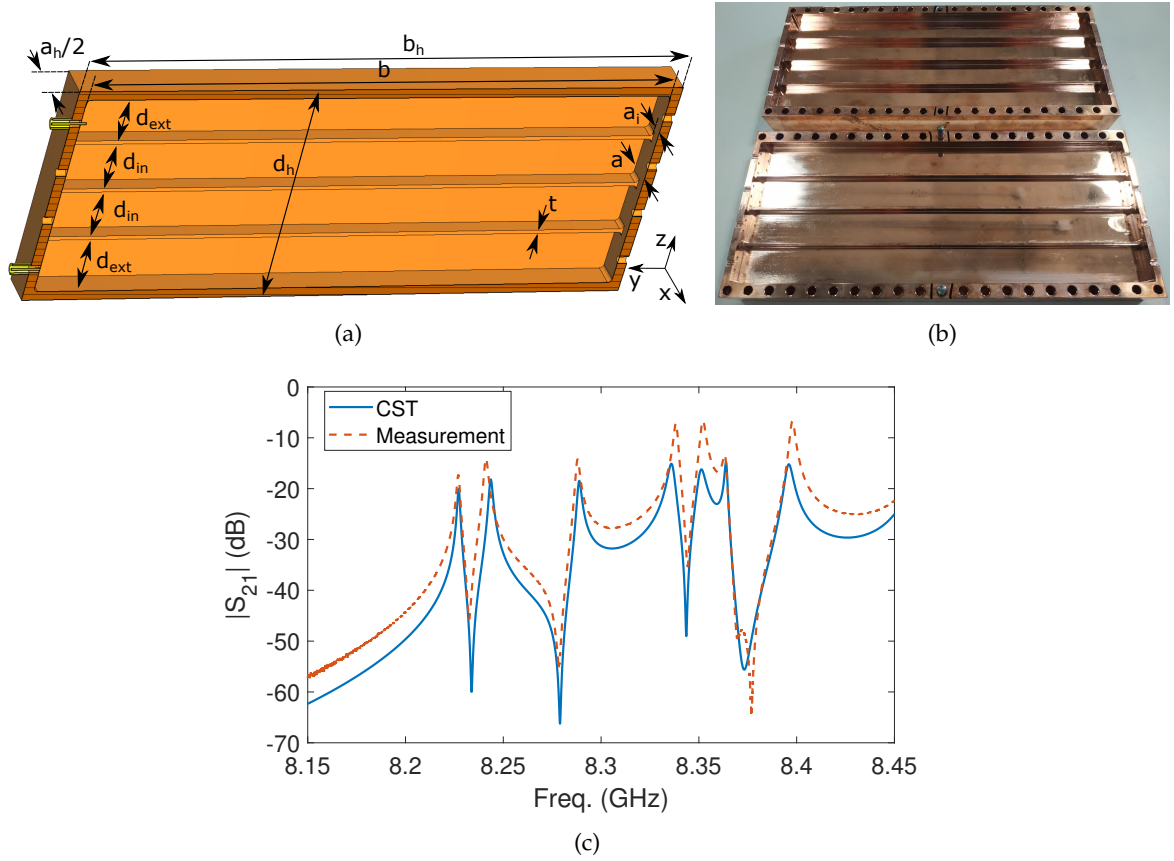 a_h/2
b_h
b
d_ext
a_i
d_in
d_h
a
d_in
t
d_ext
z
y
x
(a)
(b)
0
-10
-20
-30
-40
-50
-60
-70
|S_21| (dB)
CST
Measurement
8.15 8.2 8.25 8.3 8.35 8.4 8.45
Freq. (GHz)
(c)